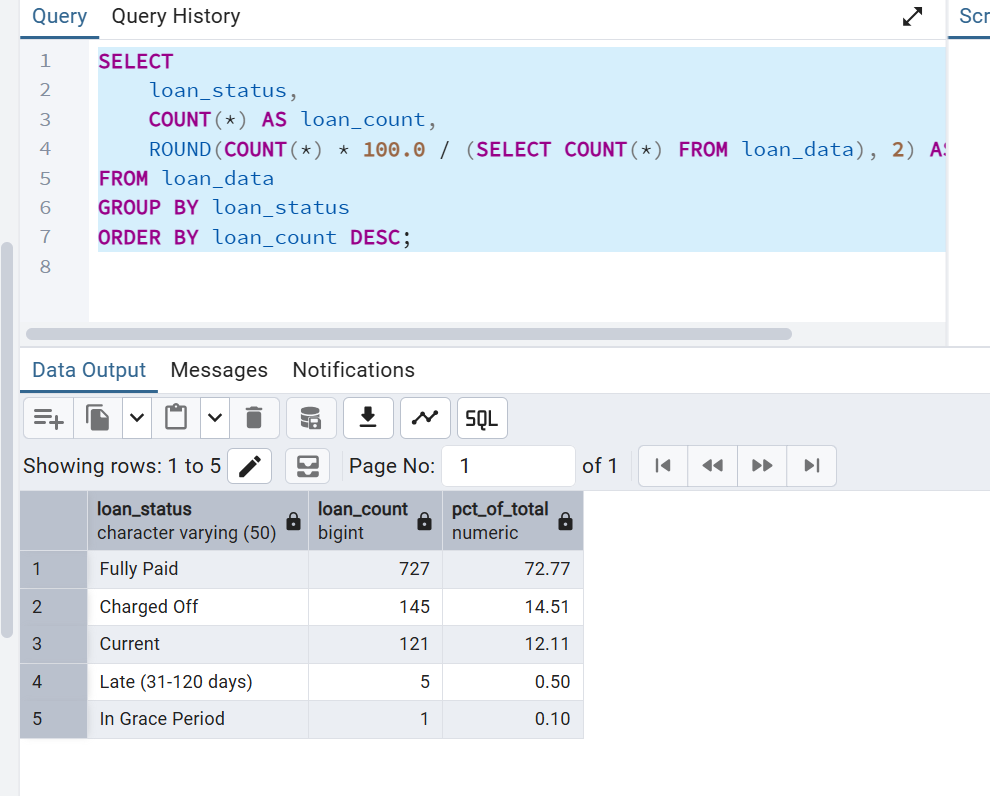 Query Query History Scr
1 SELECT
2 loan_status,
3 COUNT(*) AS loan_count,
4 ROUND(COUNT(*) * 100.0 / (SELECT COUNT(*) FROM loan_data), 2) AS
5 FROM loan_data
6 GROUP BY loan_status
7 ORDER BY loan_count DESC;
8
Data Output Messages Notifications
SQL
Showing rows: 1 to 5 Page No: 1 of 1
loan_status loan_count pct_of_total
character varying (50) bigint numeric
1 Fully Paid 727 72.77
2 Charged Off 145 14.51
3 Current 121 12.11
4 Late (31-120 days) 5 0.50
5 In Grace Period 1 0.10